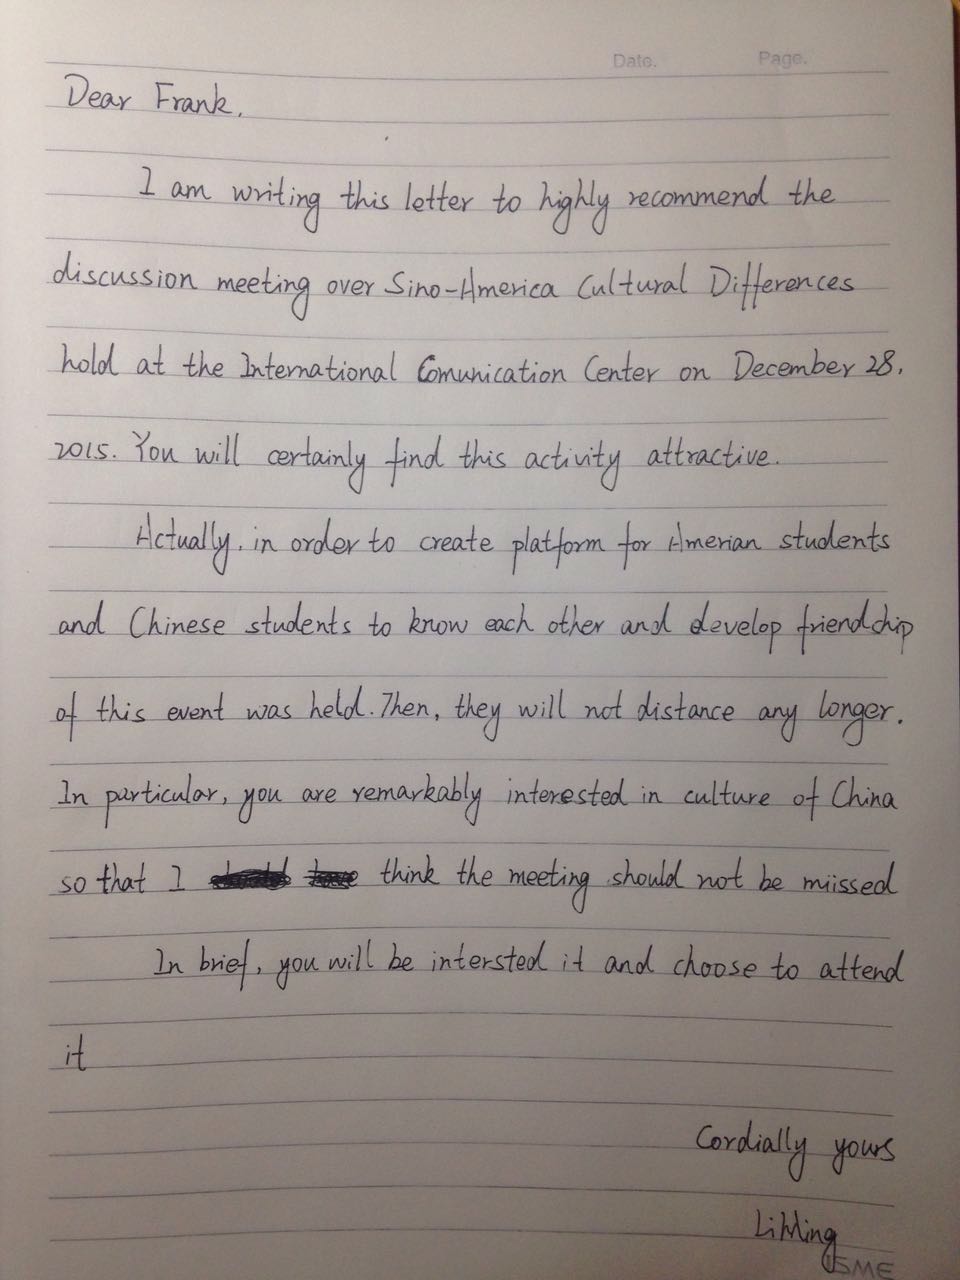 Date. Page.
Dear Frank,
I am writing this letter to highly recommend the
discussion meeting over Sino-America Cultural Differences
hold at the International Comunication Center on December 28,
2015. You will certainly find this activity attractive.
Actually, in order to create platform for Amerian students
and Chinese students to know each other and develop friendchip
of this event was held. Then, they will not distance any longer.
In particular, you are remarkably interested in culture of China
so that I think the meeting should not be miissed
In brief, you will be intersted it and choose to attend
it
Cordially yours
LiMing